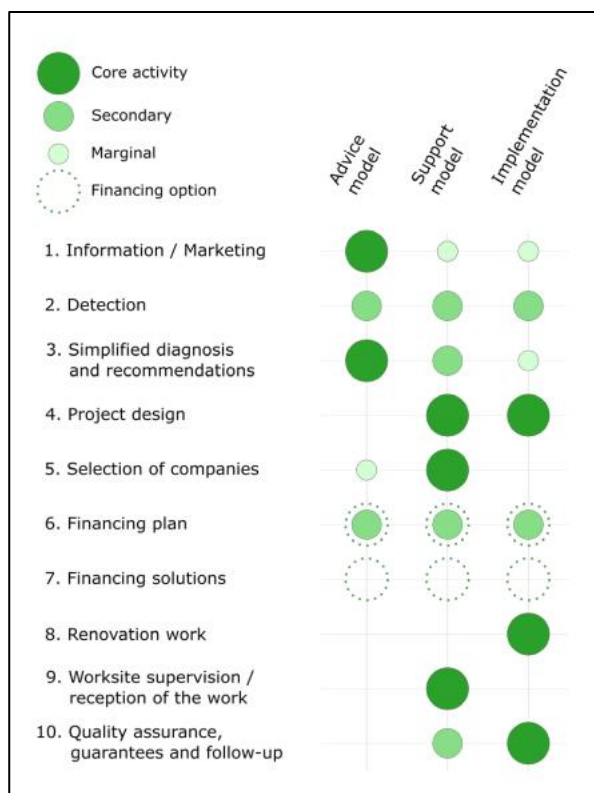 Core activity
Secondary
Marginal
Financing option
Advice
model
Support
model
Implementation
model
1. Information / Marketing
2. Detection
3. Simplified diagnosis
and recommendations
4. Project design
5. Selection of companies
6. Financing plan
7. Financing solutions
8. Renovation work
9. Worksite supervision /
reception of the work
10. Quality assurance,
guarantees and follow-up